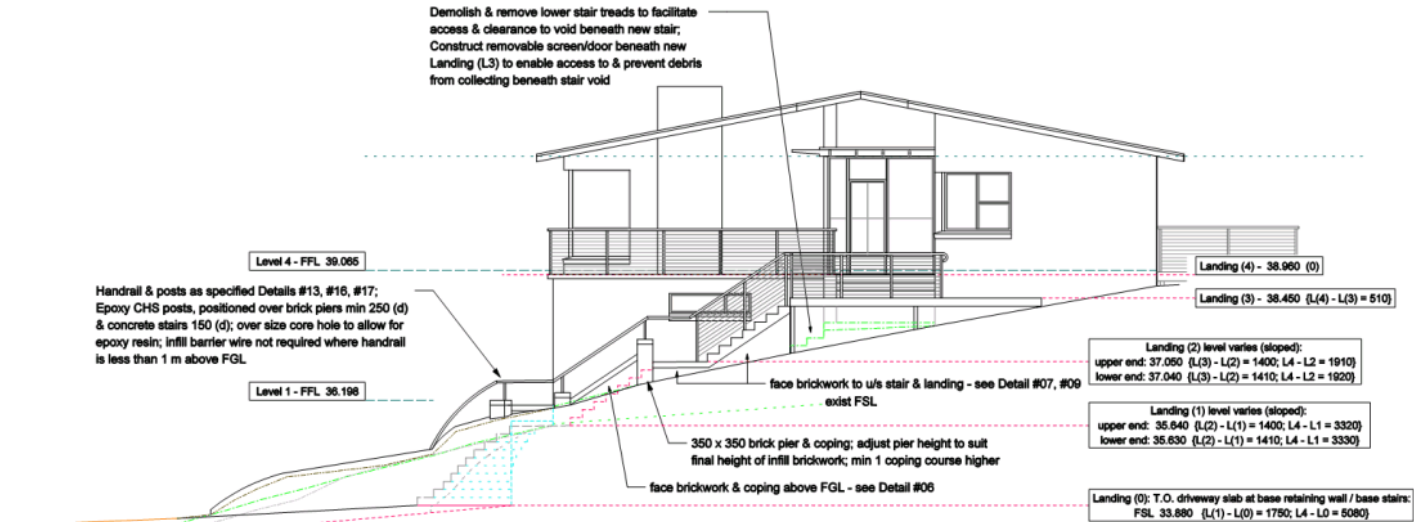 Demolish & remove lower stair treads to facilitate
access & clearance to void beneath new stair;
Construct removable screen/door beneath new
Landing (L3) to enable access to & prevent debris
from collecting beneath stair void
Level 4 - FFL 39.065
Landing (4) - 38.960 (0)
Handrail & posts as specified Details #13, #16, #17;
Epoxy CHS posts, positioned over brick piers min 250 (d)
& concrete stairs 150 (d); over size core hole to allow for
epoxy resin; infill barrier wire not required where handrail
is less than 1 m above FGL
Landing (3) - 38.450 {L(4) - L(3) = 510}
Landing (2) level varies (sloped):
upper end: 37.050 {L(3) - L(2) = 1400; L4 - L2 = 1910}
lower end: 37.040 {L(3) - L(2) = 1410; L4 - L2 = 1920}
Level 1 - FFL 36.198
face brickwork to u/s stair & landing - see Detail #07, #09
exist FSL
Landing (1) level varies (sloped):
upper end: 35.640 {L(2) - L(1) = 1400; L4 - L1 = 3320}
lower end: 35.630 {L(2) - L(1) = 1410; L4 - L1 = 3330}
350 x 350 brick pier & coping; adjust pier height to suit
final height of infill brickwork; min 1 coping course higher
face brickwork & coping above FGL - see Detail #06
Landing (0): T.O. driveway slab at base retaining wall / base stairs:
FSL 33.880 {L(1) - L(0) = 1750; L4 - L0 = 5080}